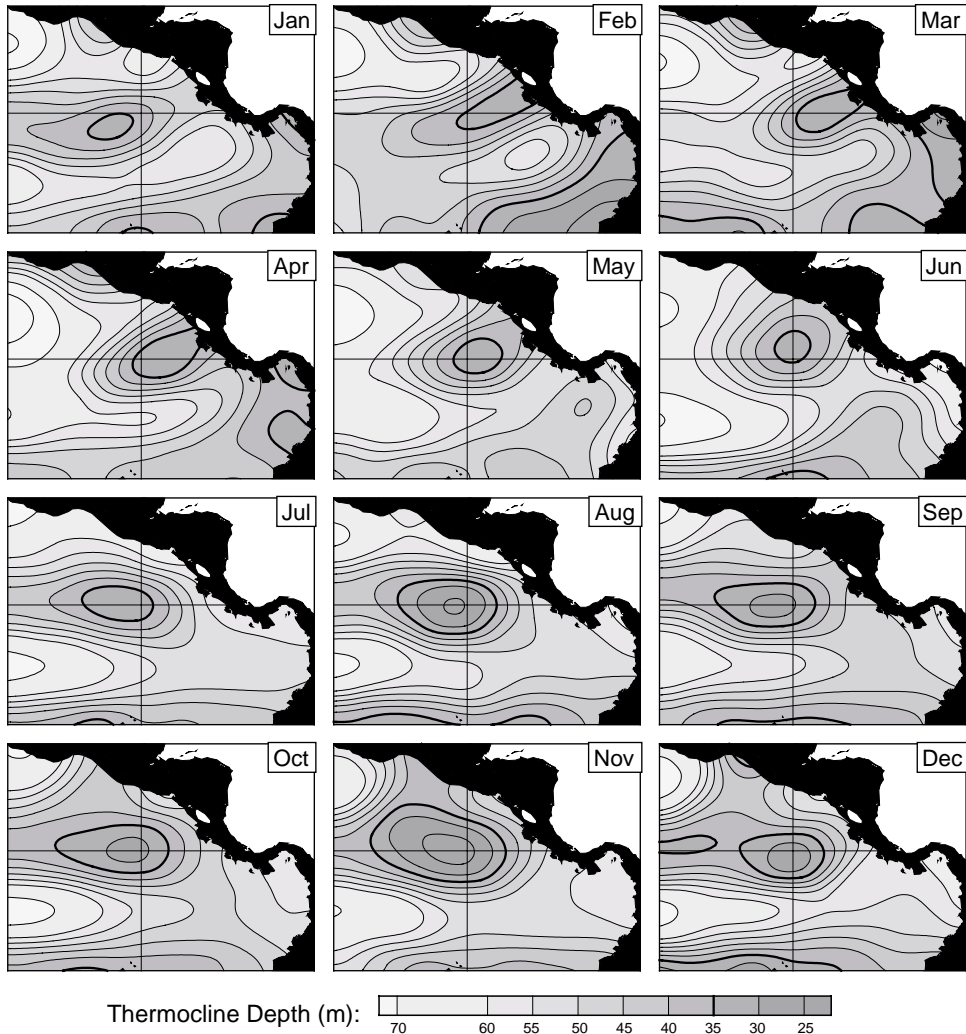 Jan Feb Mar
Apr May Jun
Jul Aug Sep
Oct Nov Dec
Thermocline Depth (m):
70 60 55 50 45 40 35 30 25